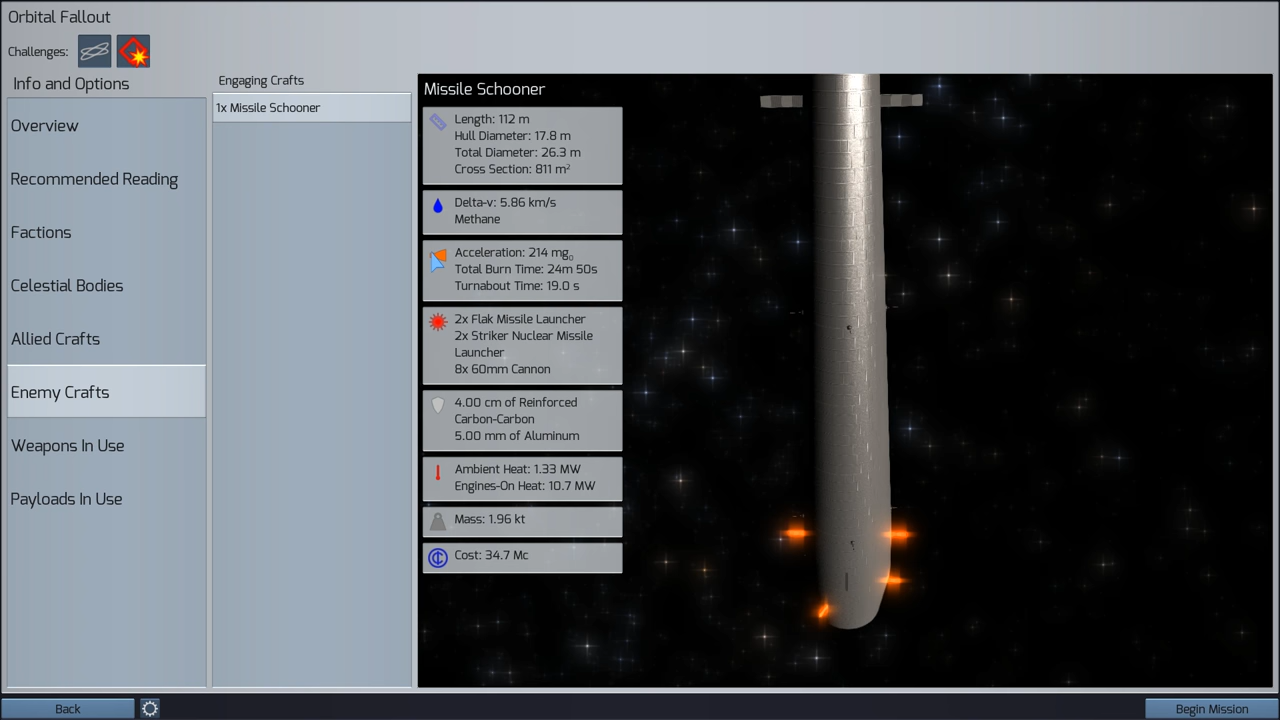 Orbital Fallout
Challenges:
Info and Options
Overview
Recommended Reading
Factions
Celestial Bodies
Allied Crafts
Enemy Crafts
Weapons In Use
Payloads In Use
Engaging Crafts
1x Missile Schooner
Missile Schooner
Length: 112 m
Hull Diameter: 17.8 m
Total Diameter: 26.3 m
Cross Section: 811 m²
Delta-v: 5.86 km/s
Methane
Acceleration: 214 mg₀
Total Burn Time: 24m 50s
Turnabout Time: 19.0 s
2x Flak Missile Launcher
2x Striker Nuclear Missile
Launcher
8x 60mm Cannon
4.00 cm of Reinforced
Carbon-Carbon
5.00 mm of Aluminum
Ambient Heat: 1.33 MW
Engines-On Heat: 10.7 MW
Mass: 1.96 kt
Cost: 34.7 Mc
Back
Begin Mission